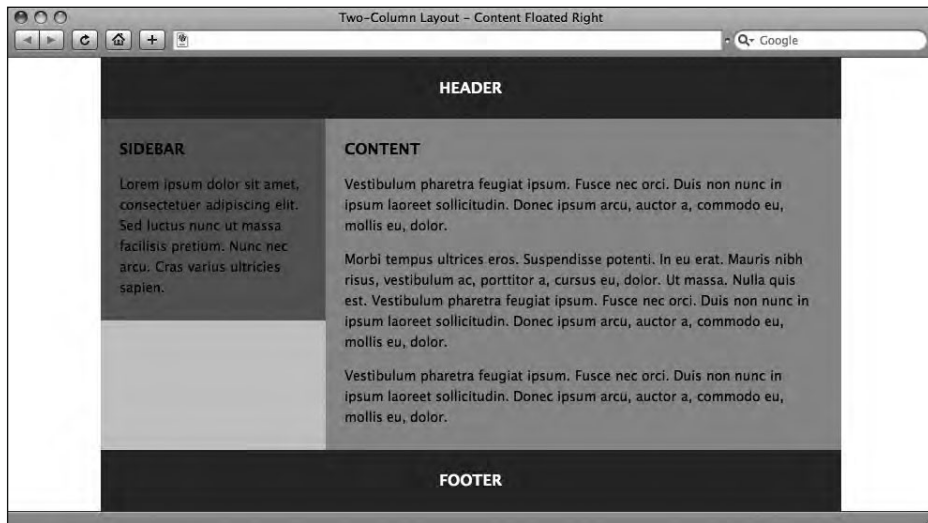 Two-Column Layout – Content Floated Right
Google
HEADER
SIDEBAR
Lorem ipsum dolor sit amet,
consectetuer adipiscing elit.
Sed luctus nunc ut massa
facilisis pretium. Nunc nec
arcu. Cras varius ultricies
sapien.
CONTENT
Vestibulum pharetra feugiat ipsum. Fusce nec orci. Duis non nunc in
ipsum laoreet sollicitudin. Donec ipsum arcu, auctor a, commodo eu,
mollis eu, dolor.
Morbi tempus ultrices eros. Suspendisse potenti. In eu erat. Mauris nibh
risus, vestibulum ac, porttitor a, cursus eu, dolor. Ut massa. Nulla quis
est. Vestibulum pharetra feugiat ipsum. Fusce nec orci. Duis non nunc in
ipsum laoreet sollicitudin. Donec ipsum arcu, auctor a, commodo eu,
mollis eu, dolor.
Vestibulum pharetra feugiat ipsum. Fusce nec orci. Duis non nunc in
ipsum laoreet sollicitudin. Donec ipsum arcu, auctor a, commodo eu,
mollis eu, dolor.
FOOTER